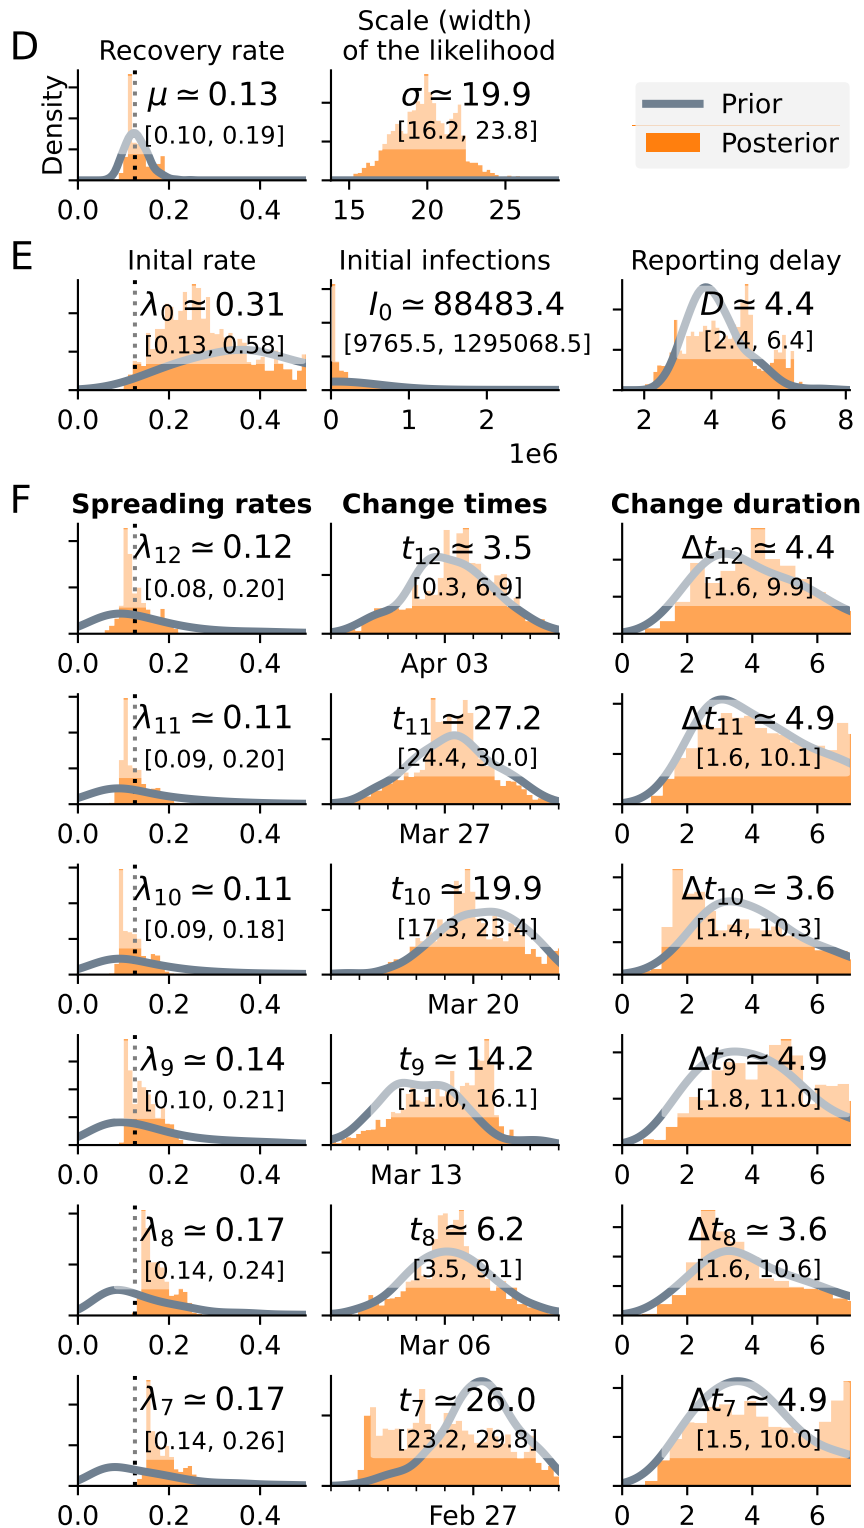 D
Recovery rate
Scale (width)
of the likelihood
Density
μ ≃ 0.13
[0.10, 0.19]
σ ≃ 19.9
[16.2, 23.8]
Prior
Posterior
0.0 0.2 0.4
15 20 25
E
Inital rate
Initial infections
Reporting delay
λ0 ≃ 0.31
[0.13, 0.58]
I0 ≃ 88483.4
[9765.5, 1295068.5]
D ≃ 4.4
[2.4, 6.4]
0.0 0.2 0.4
0 1 2
1e6
2 4 6 8
F
Spreading rates
Change times
Change duration
λ12 ≃ 0.12
[0.08, 0.20]
t12 ≃ 3.5
[0.3, 6.9]
Δt12 ≃ 4.4
[1.6, 9.9]
0.0 0.2 0.4
Apr 03
0 2 4 6
λ11 ≃ 0.11
[0.09, 0.20]
t11 ≃ 27.2
[24.4, 30.0]
Δt11 ≃ 4.9
[1.6, 10.1]
0.0 0.2 0.4
Mar 27
0 2 4 6
λ10 ≃ 0.11
[0.09, 0.18]
t10 ≃ 19.9
[17.3, 23.4]
Δt10 ≃ 3.6
[1.4, 10.3]
0.0 0.2 0.4
Mar 20
0 2 4 6
λ9 ≃ 0.14
[0.10, 0.21]
t9 ≃ 14.2
[11.0, 16.1]
Δt9 ≃ 4.9
[1.8, 11.0]
0.0 0.2 0.4
Mar 13
0 2 4 6
λ8 ≃ 0.17
[0.14, 0.24]
t8 ≃ 6.2
[3.5, 9.1]
Δt8 ≃ 3.6
[1.6, 10.6]
0.0 0.2 0.4
Mar 06
0 2 4 6
λ7 ≃ 0.17
[0.14, 0.26]
t7 ≃ 26.0
[23.2, 29.8]
Δt7 ≃ 4.9
[1.5, 10.0]
0.0 0.2 0.4
Feb 27
0 2 4 6